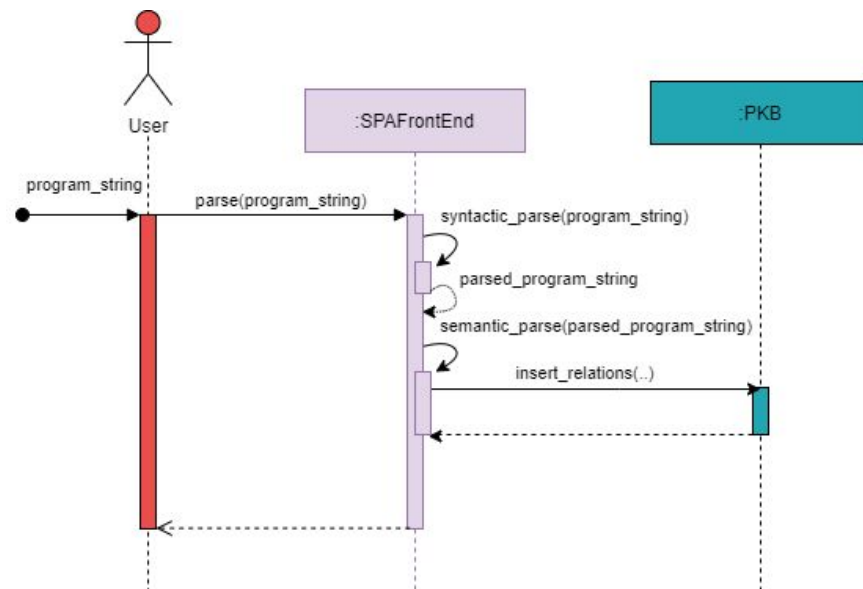 User
:SPAFrontEnd
:PKB
program_string
parse(program_string)
syntactic_parse(program_string)
parsed_program_string
semantic_parse(parsed_program_string)
insert_relations(..)